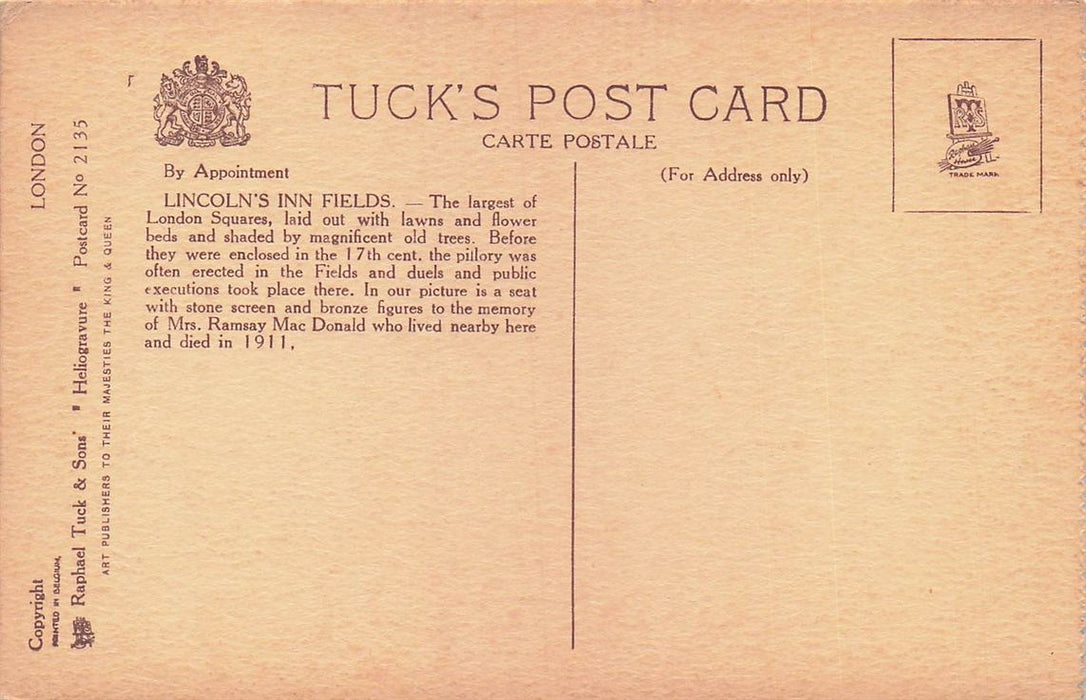 TUCK'S POST CARD
CARTE POSTALE
By Appointment
(For Address only)
LINCOLN'S INN FIELDS. — The largest of
London Squares, laid out with lawns and flower
beds and shaded by magnificent old trees. Before
they were enclosed in the 17th cent. the pillory was
often erected in the Fields and duels and public
executions took place there. In our picture is a seat
with stone screen and bronze figures to the memory
of Mrs. Ramsay Mac Donald who lived nearby here
and died in 1911,
Copyright LONDON
PRINTED IN BELGIUM.
Raphael Tuck & Sons' " Heliogravure " Postcard No 2135
ART PUBLISHERS TO THEIR MAJESTIES THE KING & QUEEN
Raphael
House
TRADE MARK